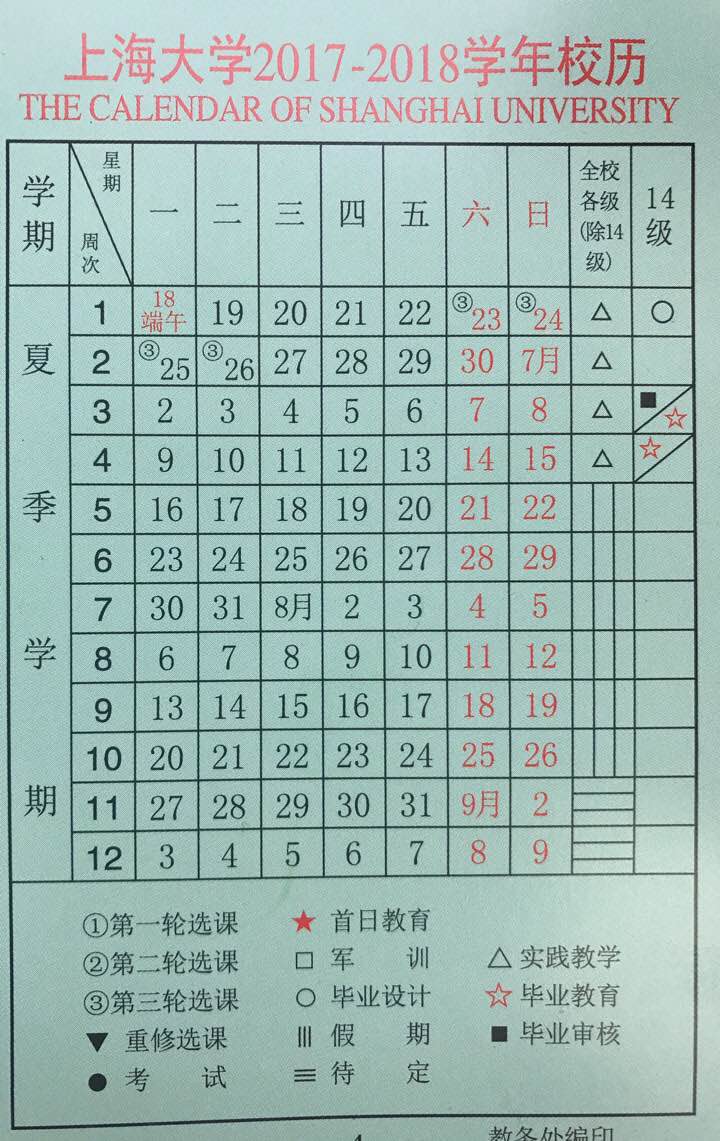 上海大学2017-2018学年校历
THE CALENDAR OF SHANGHAI UNIVERSITY
学期 星期 周次 一 二 三 四 五 六 日 全校各级(除14级) 14级
夏季学期
1 18端午 19 20 21 22 ③23 ③24 △ ○
2 ③25 ③26 27 28 29 30 7月 △
3 2 3 4 5 6 7 8 △ ■ ☆
4 9 10 11 12 13 14 15 △ ☆
5 16 17 18 19 20 21 22
6 23 24 25 26 27 28 29
7 30 31 8月 2 3 4 5
8 6 7 8 9 10 11 12
9 13 14 15 16 17 18 19
10 20 21 22 23 24 25 26
11 27 28 29 30 31 9月 2
12 3 4 5 6 7 8 9
①第一轮选课 ★ 首日教育
②第二轮选课 □ 军训 △ 实践教学
③第三轮选课 ○ 毕业设计 ☆ 毕业教育
▼ 重修选课 ||| 假期 ■ 毕业审核
● 考试 ≡ 待定
教务处编印